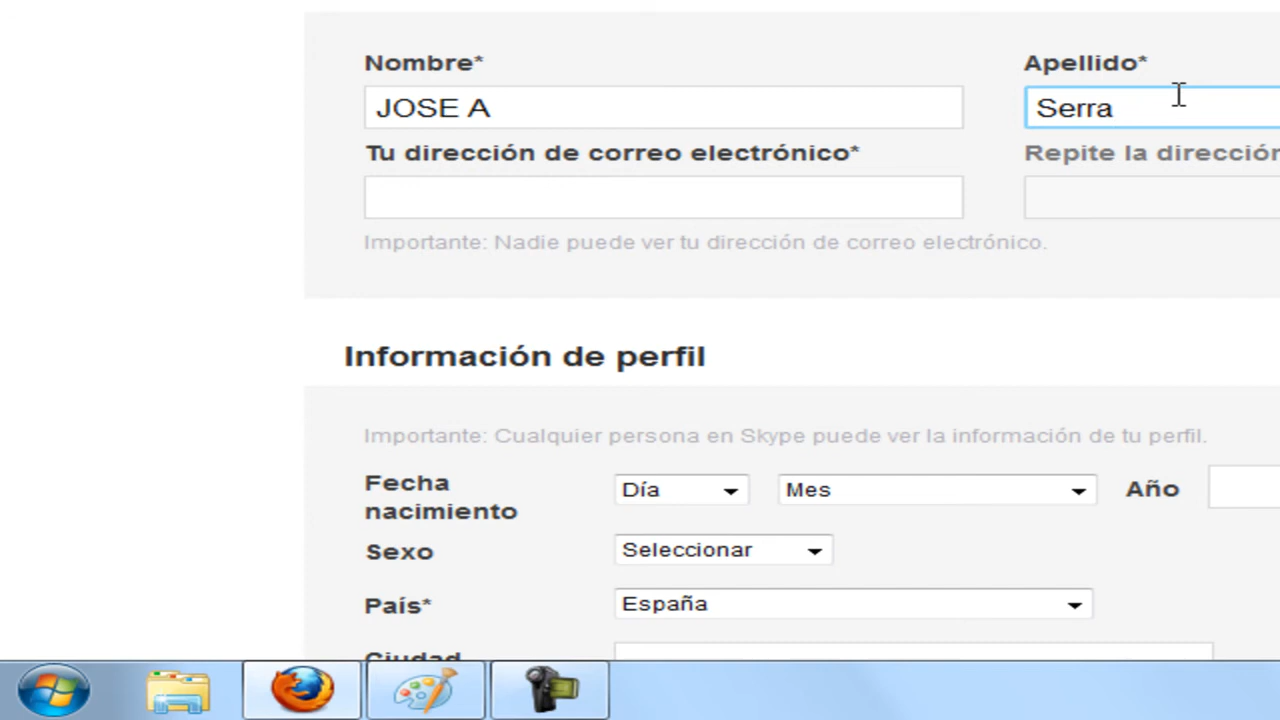 Nombre* Apellido*
JOSE A Serra
Tu dirección de correo electrónico* Repite la dirección
Importante: Nadie puede ver tu dirección de correo electrónico.
Información de perfil
Importante: Cualquier persona en Skype puede ver la información de tu perfil.
Fecha nacimiento Día Mes Año
Sexo Seleccionar
País* España
Ciudad